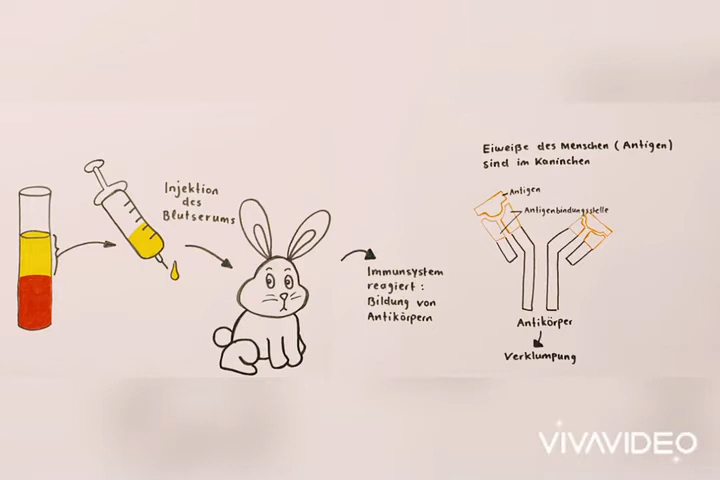 Injektion
des
Blutserums
Immunsystem
reagiert :
Bildung von
Antikörpern
Eiweiße des Menschen ( Antigen)
sind im Kaninchen
Antigen
Antigenbindungsstelle
Antikörper
Verklumpung
VIVAVIDEO